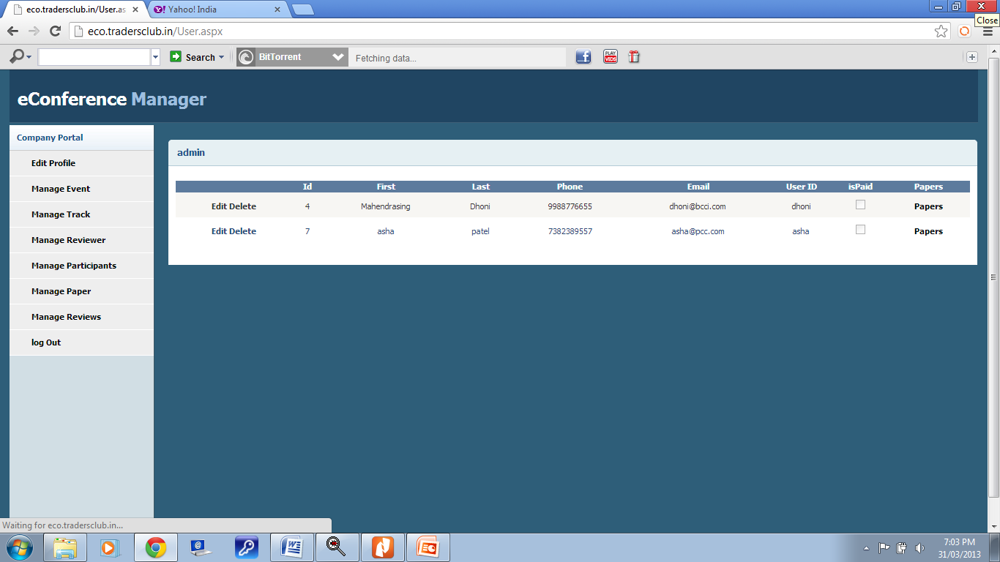 eco.tradersclub.in/User.as
Yahoo! India
eco.tradersclub.in/User.aspx
Close
Search
BitTorrent
Fetching data...
PLAY
VIDS
eConference Manager
Company Portal
Edit Profile
Manage Event
Manage Track
Manage Reviewer
Manage Participants
Manage Paper
Manage Reviews
log Out
admin
Id First Last Phone Email User ID isPaid Papers
Edit Delete 4 Mahendrasing Dhoni 9988776655 dhoni@bcci.com dhoni Papers
Edit Delete 7 asha patel 7382389557 asha@pcc.com asha Papers
Waiting for eco.tradersclub.in...
7:03 PM
31/03/2013